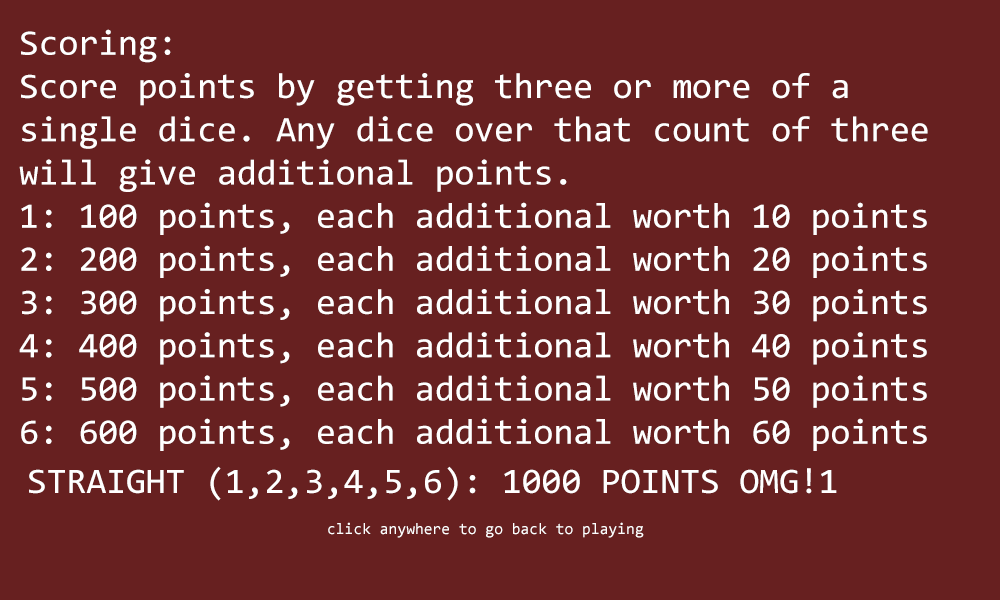 Scoring:
Score points by getting three or more of a
single dice. Any dice over that count of three
will give additional points.
1: 100 points, each additional worth 10 points
2: 200 points, each additional worth 20 points
3: 300 points, each additional worth 30 points
4: 400 points, each additional worth 40 points
5: 500 points, each additional worth 50 points
6: 600 points, each additional worth 60 points
STRAIGHT (1,2,3,4,5,6): 1000 POINTS OMG!1
click anywhere to go back to playing